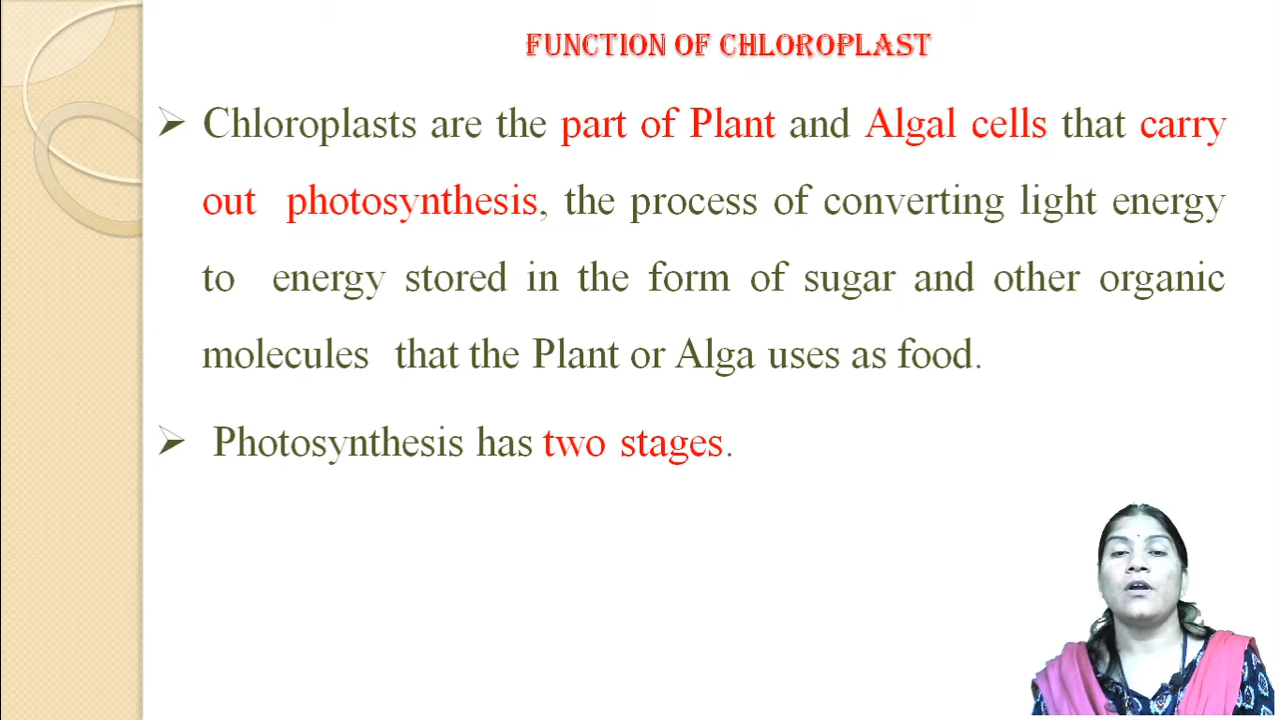 FUNCTION OF CHLOROPLAST
➢ Chloroplasts are the part of Plant and Algal cells that carry
out photosynthesis, the process of converting light energy
to energy stored in the form of sugar and other organic
molecules that the Plant or Alga uses as food.
➢ Photosynthesis has two stages.